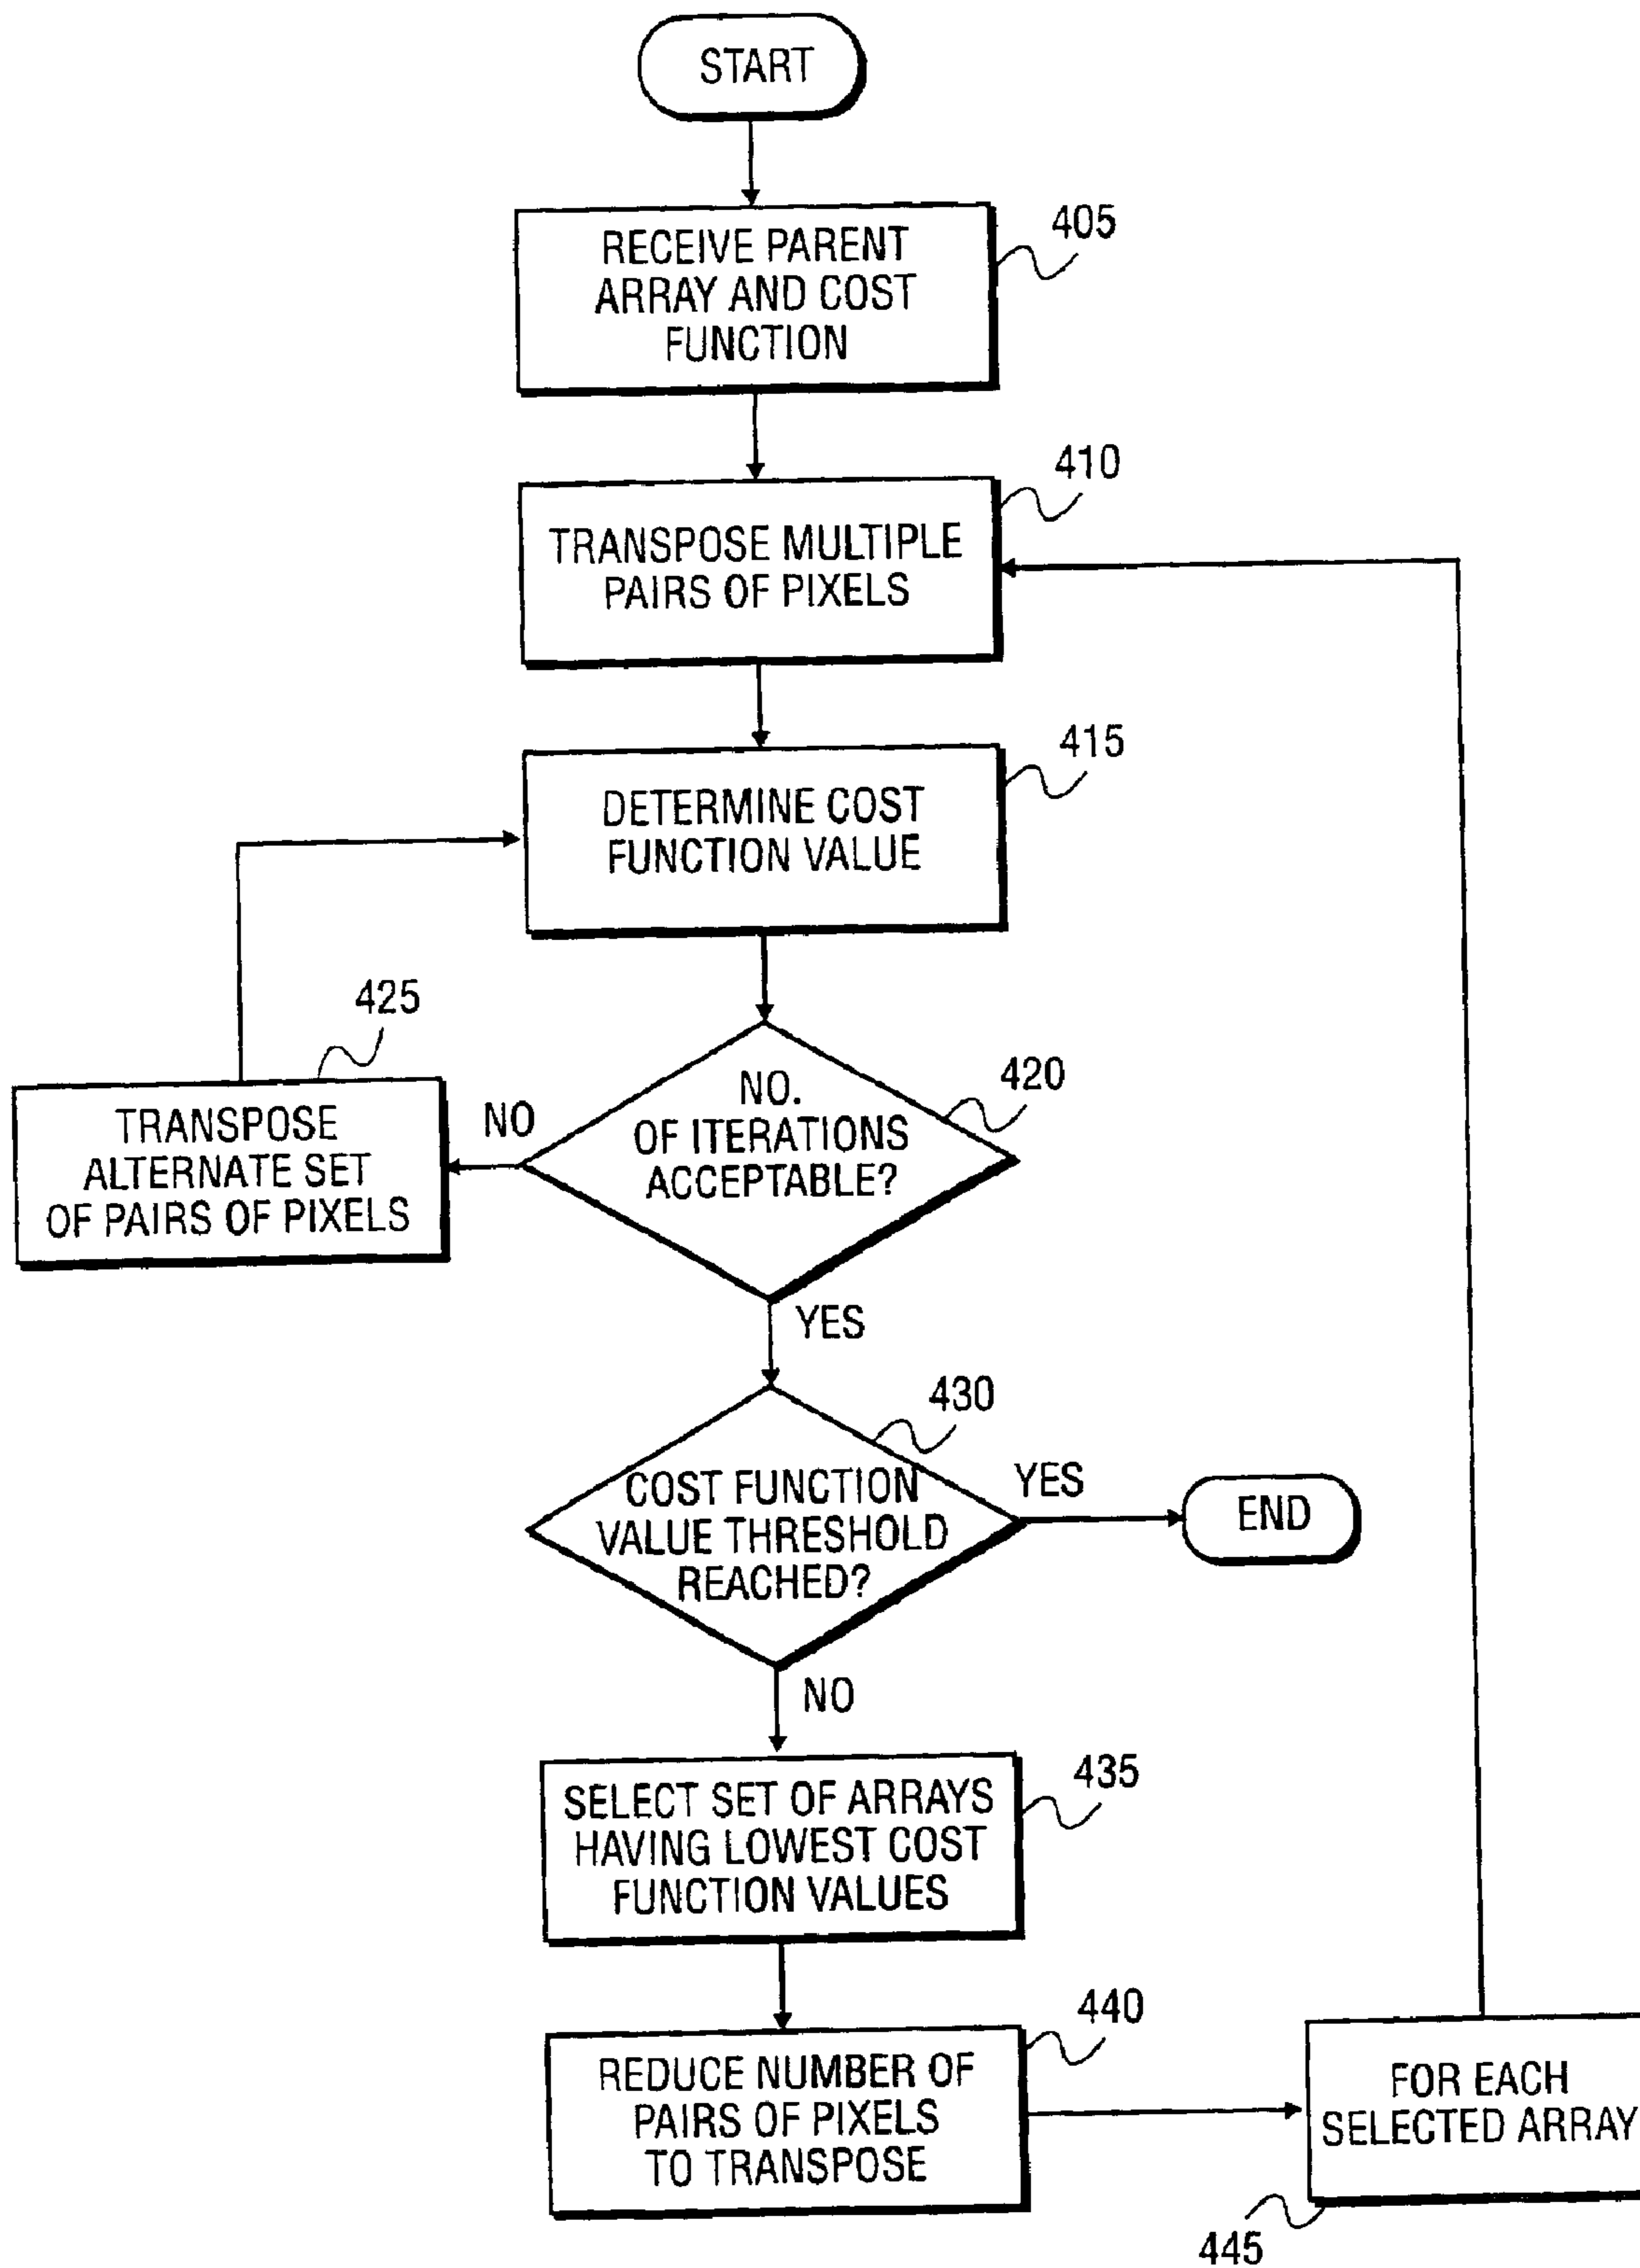 START
RECEIVE PARENT
ARRAY AND COST
FUNCTION
405
TRANSPOSE MULTIPLE
PAIRS OF PIXELS
410
DETERMINE COST
FUNCTION VALUE
415
NO.
OF ITERATIONS
ACCEPTABLE?
420
NO
TRANSPOSE
ALTERNATE SET
OF PAIRS OF PIXELS
425
YES
COST FUNCTION
VALUE THRESHOLD
REACHED?
430
YES
END
NO
SELECT SET OF ARRAYS
HAVING LOWEST COST
FUNCTION VALUES
435
REDUCE NUMBER OF
PAIRS OF PIXELS
TO TRANSPOSE
440
FOR EACH
SELECTED ARRAY
445